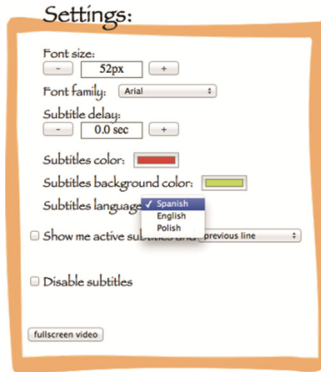 Settings:
Font size:
- 52px +
Font family: Arial
Subtitle delay:
- 0.0 sec +
Subtitles color:
Subtitles background color:
Subtitles language ✓ Spanish
English
Polish
Show me active subtitles and previous line
Disable subtitles
fullscreen video